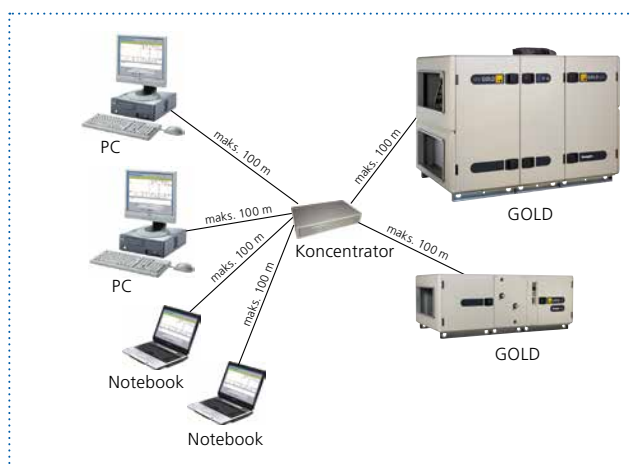 PC
maks. 100 m
maks. 100 m
GOLD
maks. 100 m
Koncentrator
maks. 100 m
PC
maks. 100 m
maks. 100 m
GOLD
Notebook
Notebook